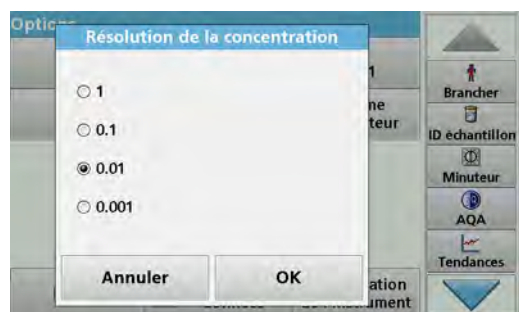 Options
Résolution de la concentration
1
0.1
0.01
0.001
Annuler
OK
Brancher
ID échantillon
Minuteur
AQA
Tendances